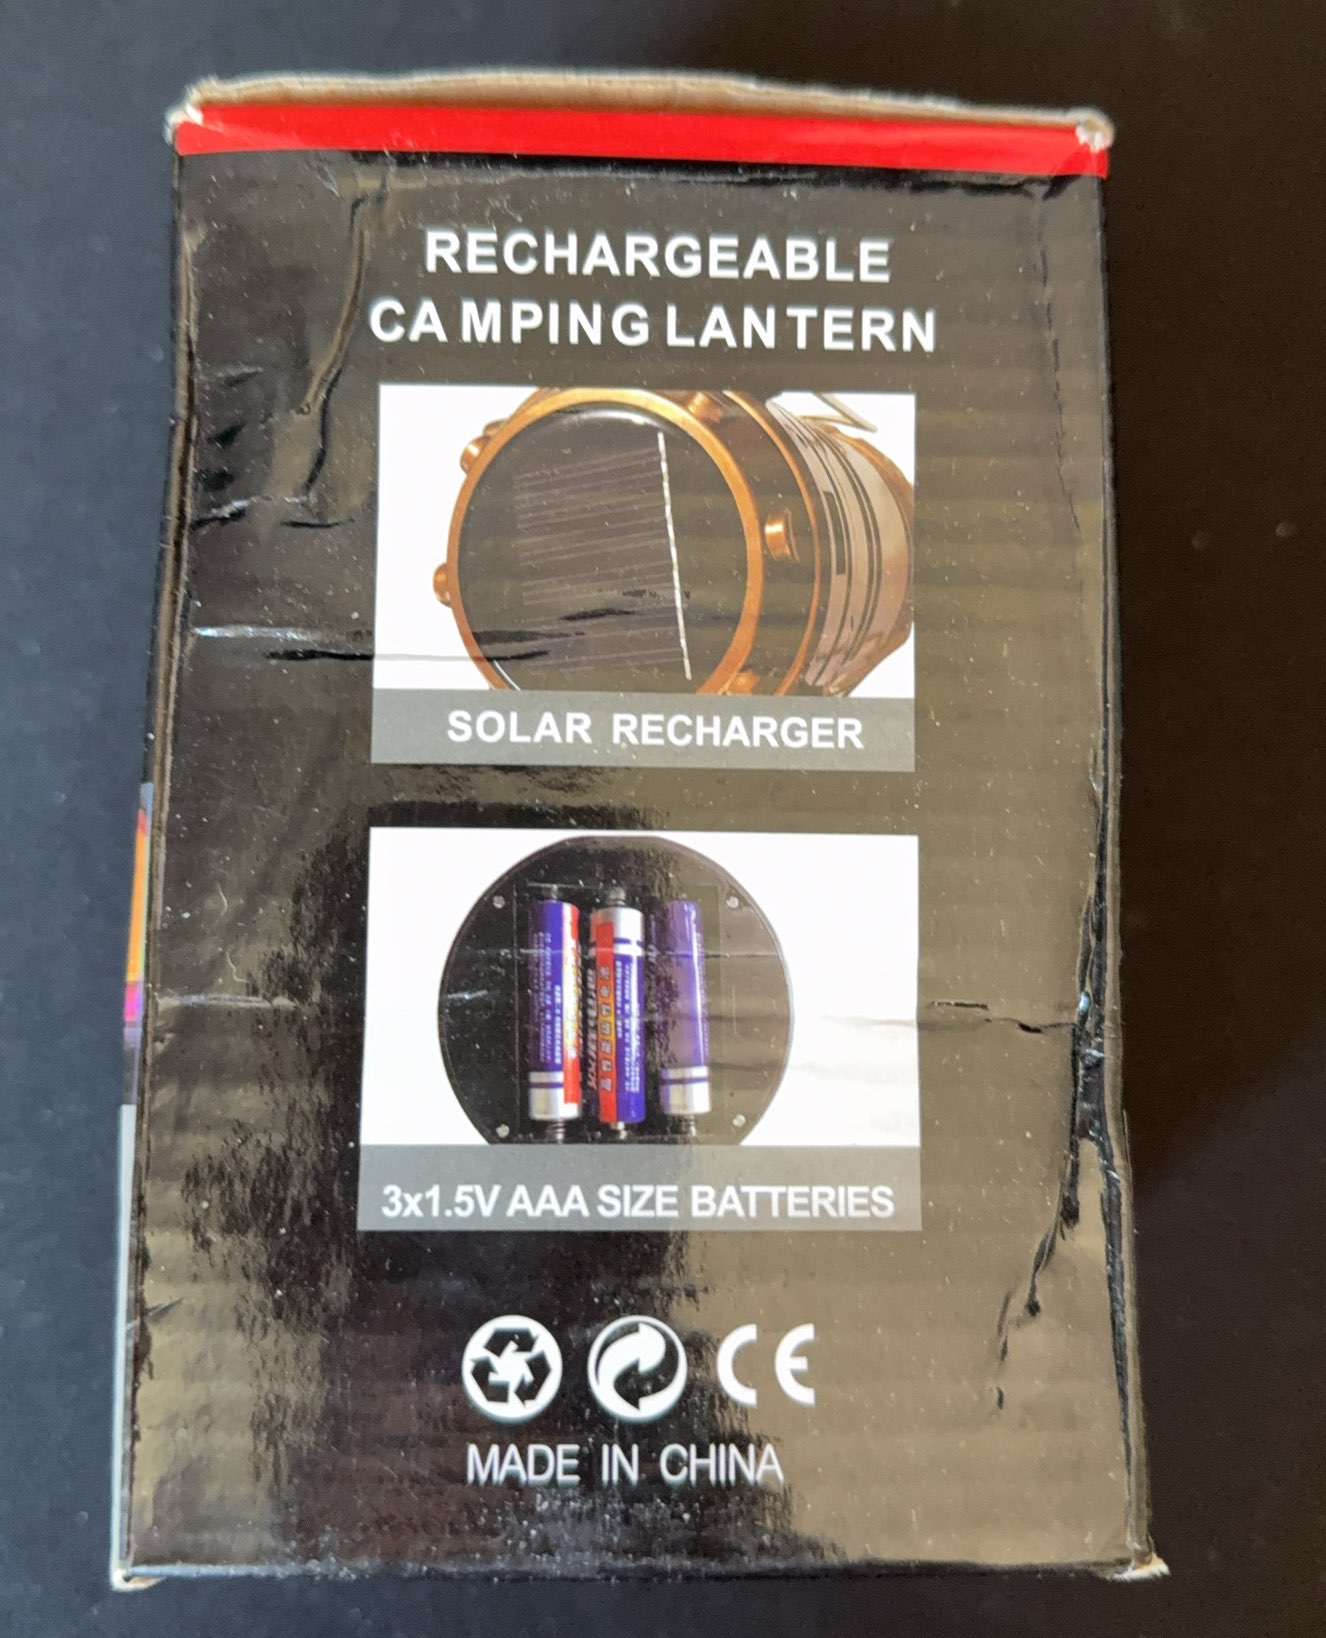 RECHARGEABLE
CAMPING LANTERN
SOLAR RECHARGER
3x1.5V AAA SIZE BATTERIES
CE
MADE IN CHINA